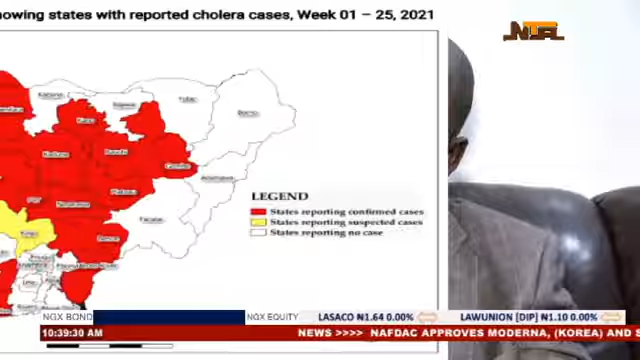 nowing states with reported cholera cases, Week 01 – 25, 2021
NTA
Yobe
Borno
Kano
Kaduna
Bauchi
Gombe
Adamawa
Plateau
Nasarawa
Taraba
Benue
Kogi
LEGEND
States reporting confirmed cases
States reporting suspected cases
States reporting no case
NGX BOND
NGX EQUITY
LASACO ₦1.64 0.00%
LAWUNION [DIP] ₦1.10 0.00%
10:39:30 AM
NEWS >>>> NAFDAC APPROVES MODERNA, (KOREA) AND S